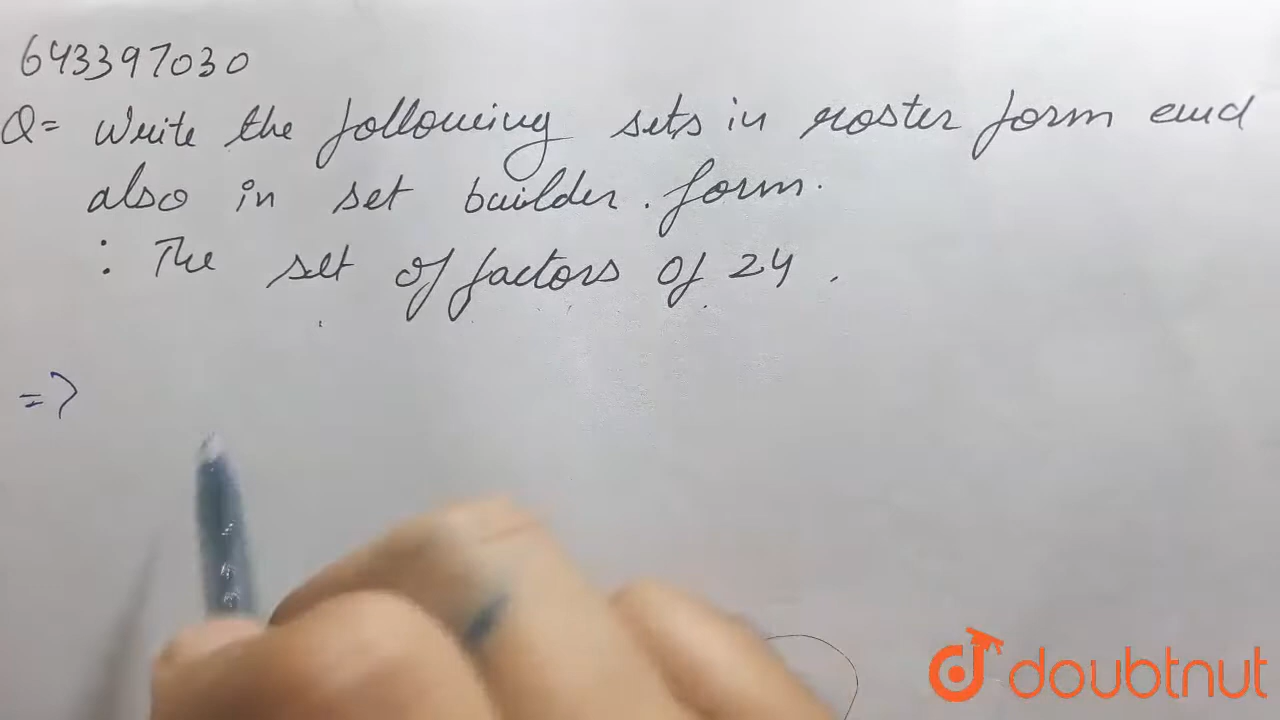 643397030
Q= Write the following sets in roster form and
also in set builder. form.
: The set of factors of 24.
=>
doubtnut